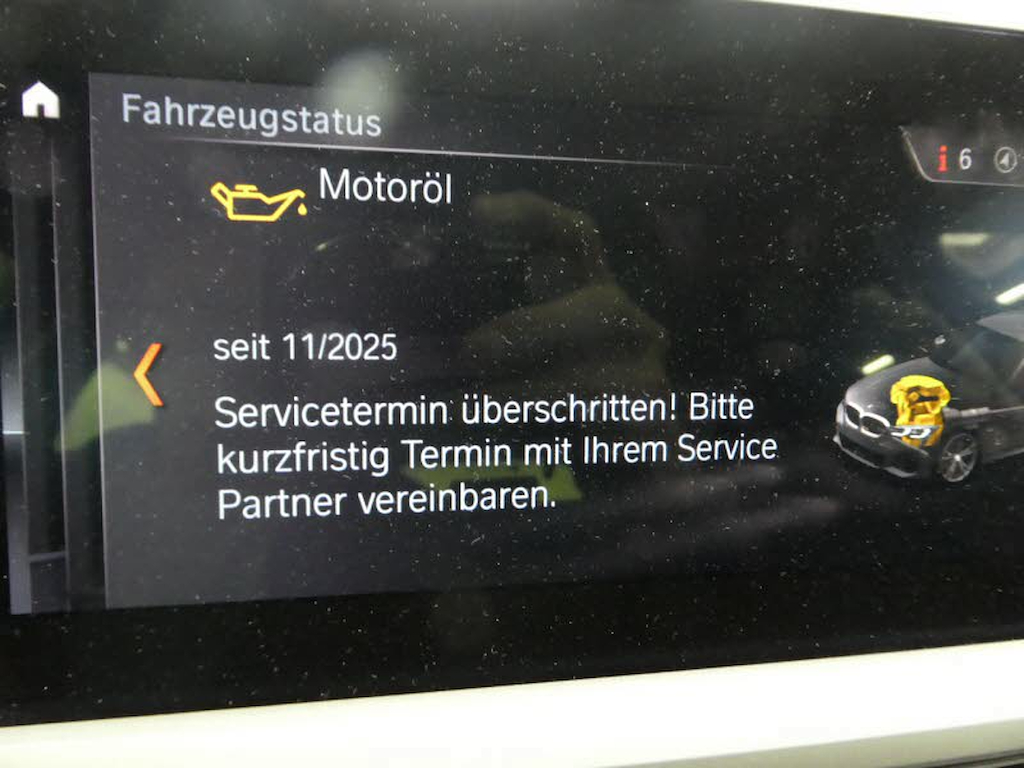 Fahrzeugstatus
i 6
Motoröl
seit 11/2025
Servicetermin überschritten! Bitte
kurzfristig Termin mit Ihrem Service
Partner vereinbaren.